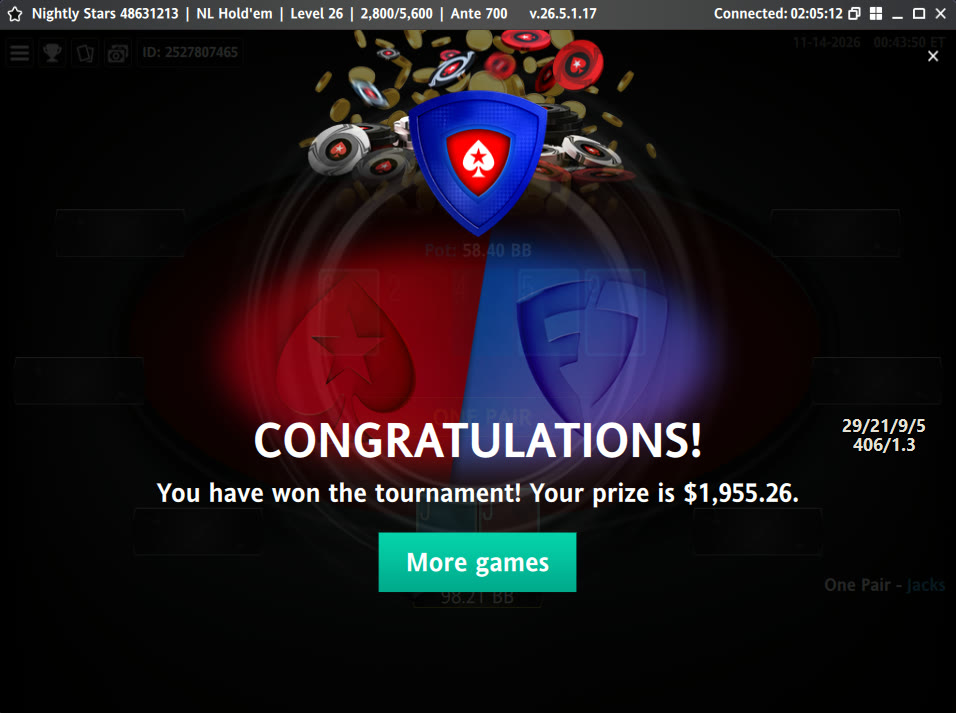 Nightly Stars 48631213 | NL Hold'em | Level 26 | 2,800/5,600 | Ante 700 v.26.5.1.17 Connected: 02:05:12
ID: 2527807465
11-14-2026 00:43:50 ET
Pot: 58.40 BB
ONE PAIR
29/21/9/5
406/1.3
CONGRATULATIONS!
You have won the tournament! Your prize is $1,955.26.
J J
More games
One Pair - Jacks
98.21 BB